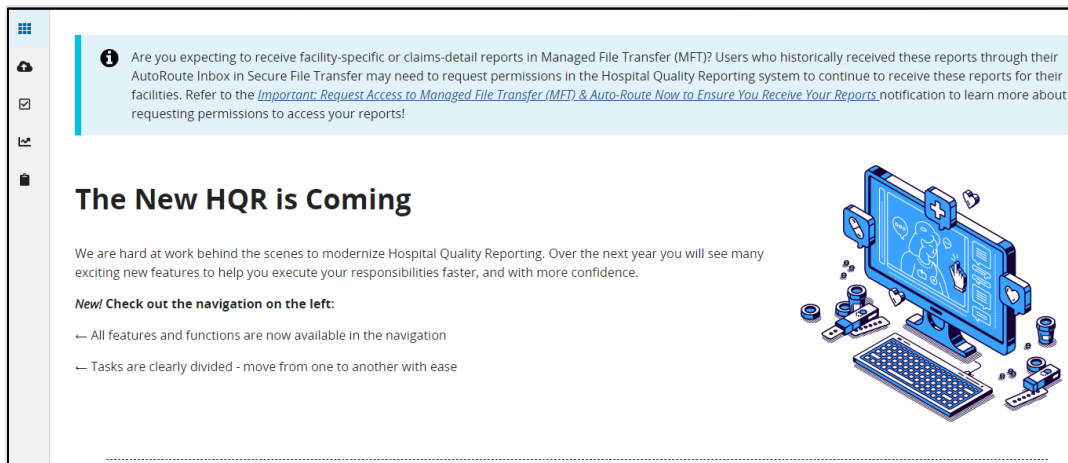 Are you expecting to receive facility-specific or claims-detail reports in Managed File Transfer (MFT)? Users who historically received these reports through their
AutoRoute Inbox in Secure File Transfer may need to request permissions in the Hospital Quality Reporting system to continue to receive these reports for their
facilities. Refer to the Important: Request Access to Managed File Transfer (MFT) & Auto-Route Now to Ensure You Receive Your Reports notification to learn more about
requesting permissions to access your reports!
The New HQR is Coming
We are hard at work behind the scenes to modernize Hospital Quality Reporting. Over the next year you will see many
exciting new features to help you execute your responsibilities faster, and with more confidence.
New! Check out the navigation on the left:
← All features and functions are now available in the navigation
← Tasks are clearly divided - move from one to another with ease